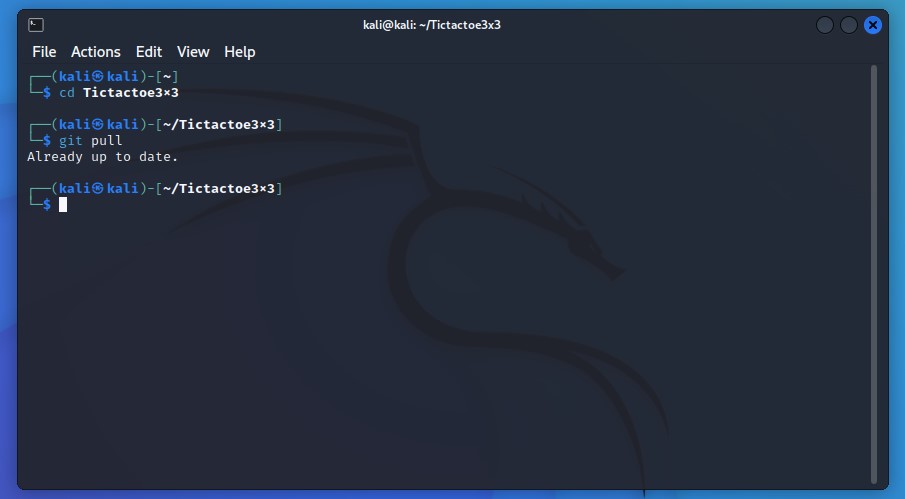 kali@kali: ~/Tictactoe3x3
File Actions Edit View Help
┌──(kali㉿kali)-[~]
└─$ cd Tictactoe3×3
┌──(kali㉿kali)-[~/Tictactoe3×3]
└─$ git pull
Already up to date.
┌──(kali㉿kali)-[~/Tictactoe3×3]
└─$